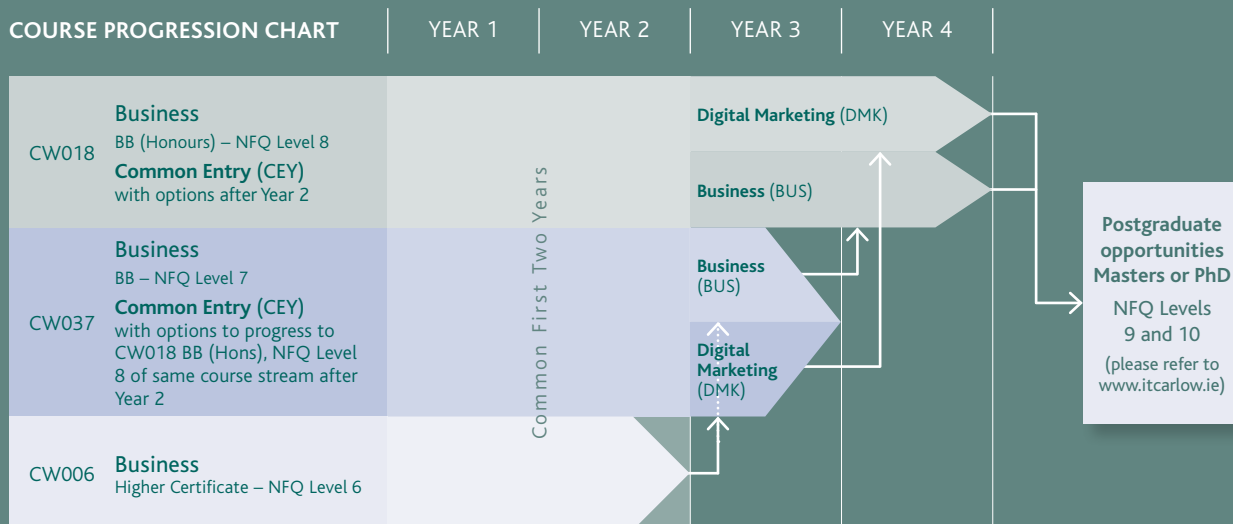 COURSE PROGRESSION CHART
YEAR 1
YEAR 2
YEAR 3
YEAR 4
CW018
Business
BB (Honours) – NFQ Level 8
Common Entry (CEY)
with options after Year 2
Digital Marketing (DMK)
Business (BUS)
Common First Two Years
CW037
Business
BB – NFQ Level 7
Common Entry (CEY)
with options to progress to
CW018 BB (Hons), NFQ Level
8 of same course stream after
Year 2
Business
(BUS)
Digital
Marketing
(DMK)
CW006
Business
Higher Certificate – NFQ Level 6
Postgraduate
opportunities
Masters or PhD
NFQ Levels
9 and 10
(please refer to
www.itcarlow.ie)